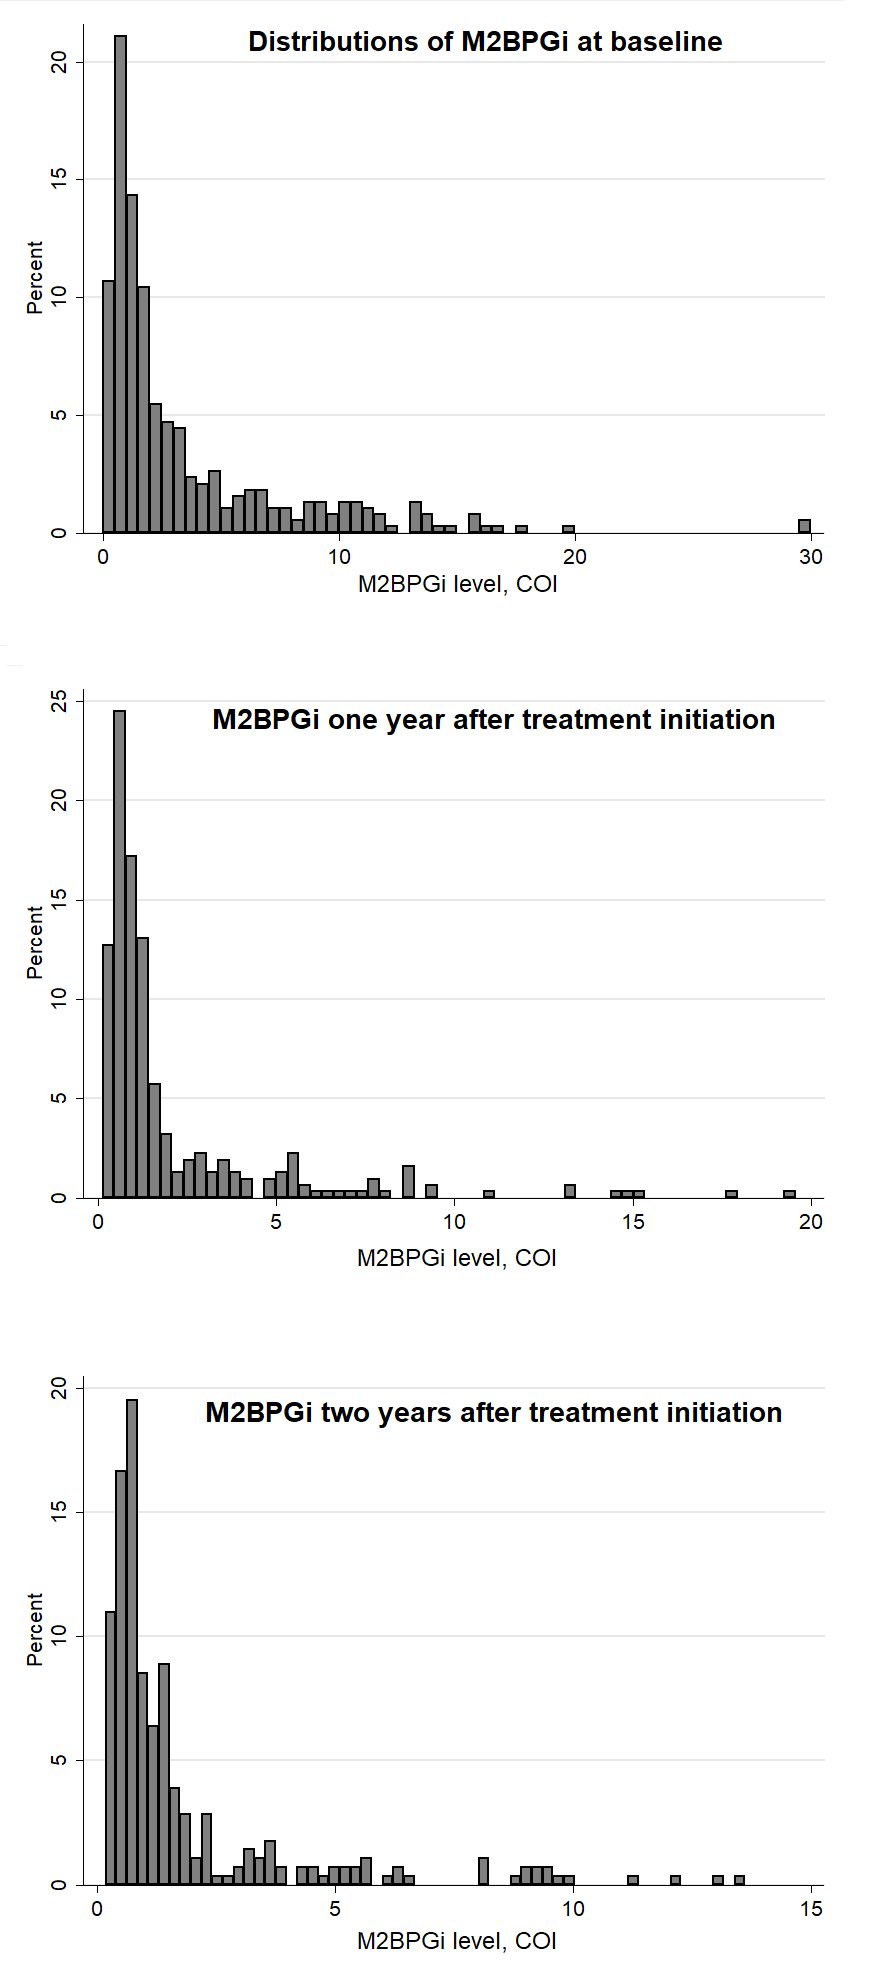 Distributions of M2BPGi at baseline
Percent
20
15
10
5
0
0 10 20 30
M2BPGi level, COI
M2BPGi one year after treatment initiation
Percent
25
20
15
10
5
0
0 5 10 15 20
M2BPGi level, COI
M2BPGi two years after treatment initiation
Percent
20
15
10
5
0
0 5 10 15
M2BPGi level, COI